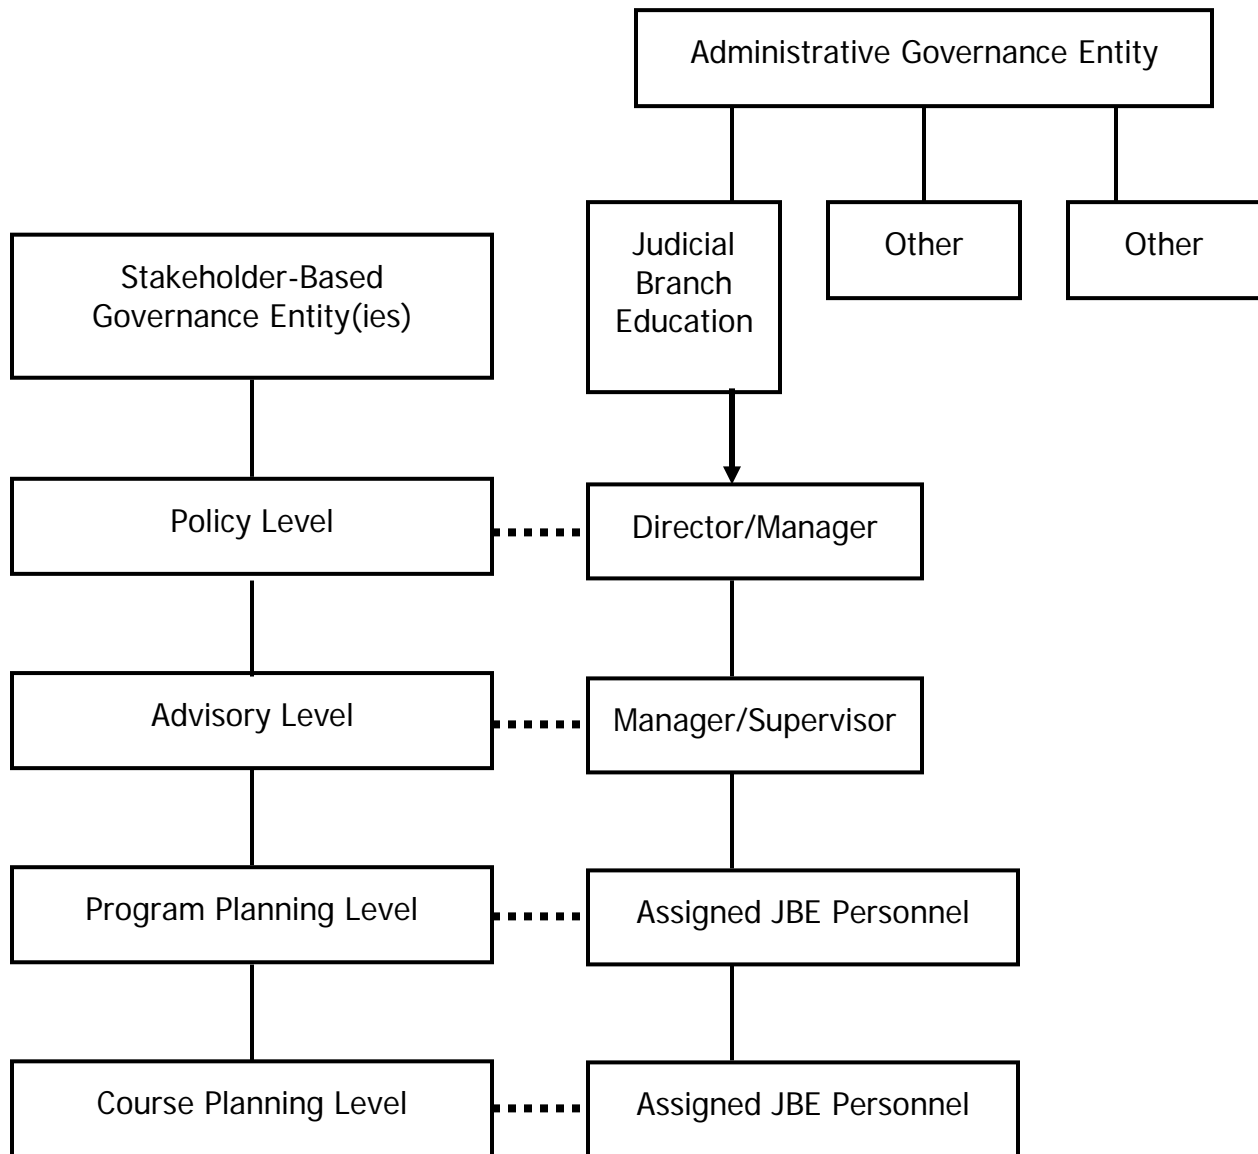 Administrative Governance Entity
Judicial
Branch
Education
Other
Other
Stakeholder-Based
Governance Entity(ies)
Policy Level
Director/Manager
Advisory Level
Manager/Supervisor
Program Planning Level
Assigned JBE Personnel
Course Planning Level
Assigned JBE Personnel